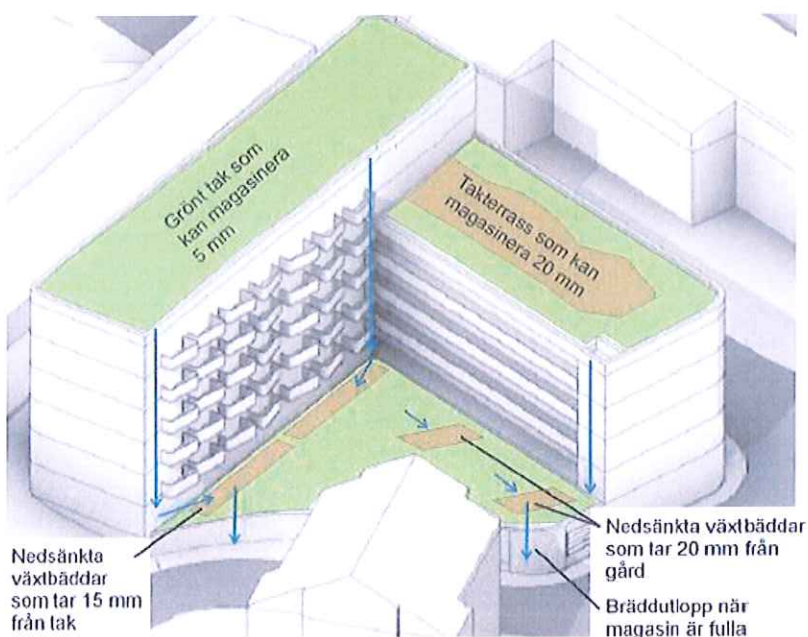 Grönt tak som
kan magasinera
5 mm
Takterrass som kan
magasinera 20 mm
Nedsänkta
växtbäddar
som tar 15 mm
från tak
Nedsänkta växtbäddar
som tar 20 mm från
gård
Bräddutlopp när
magasin är fulla